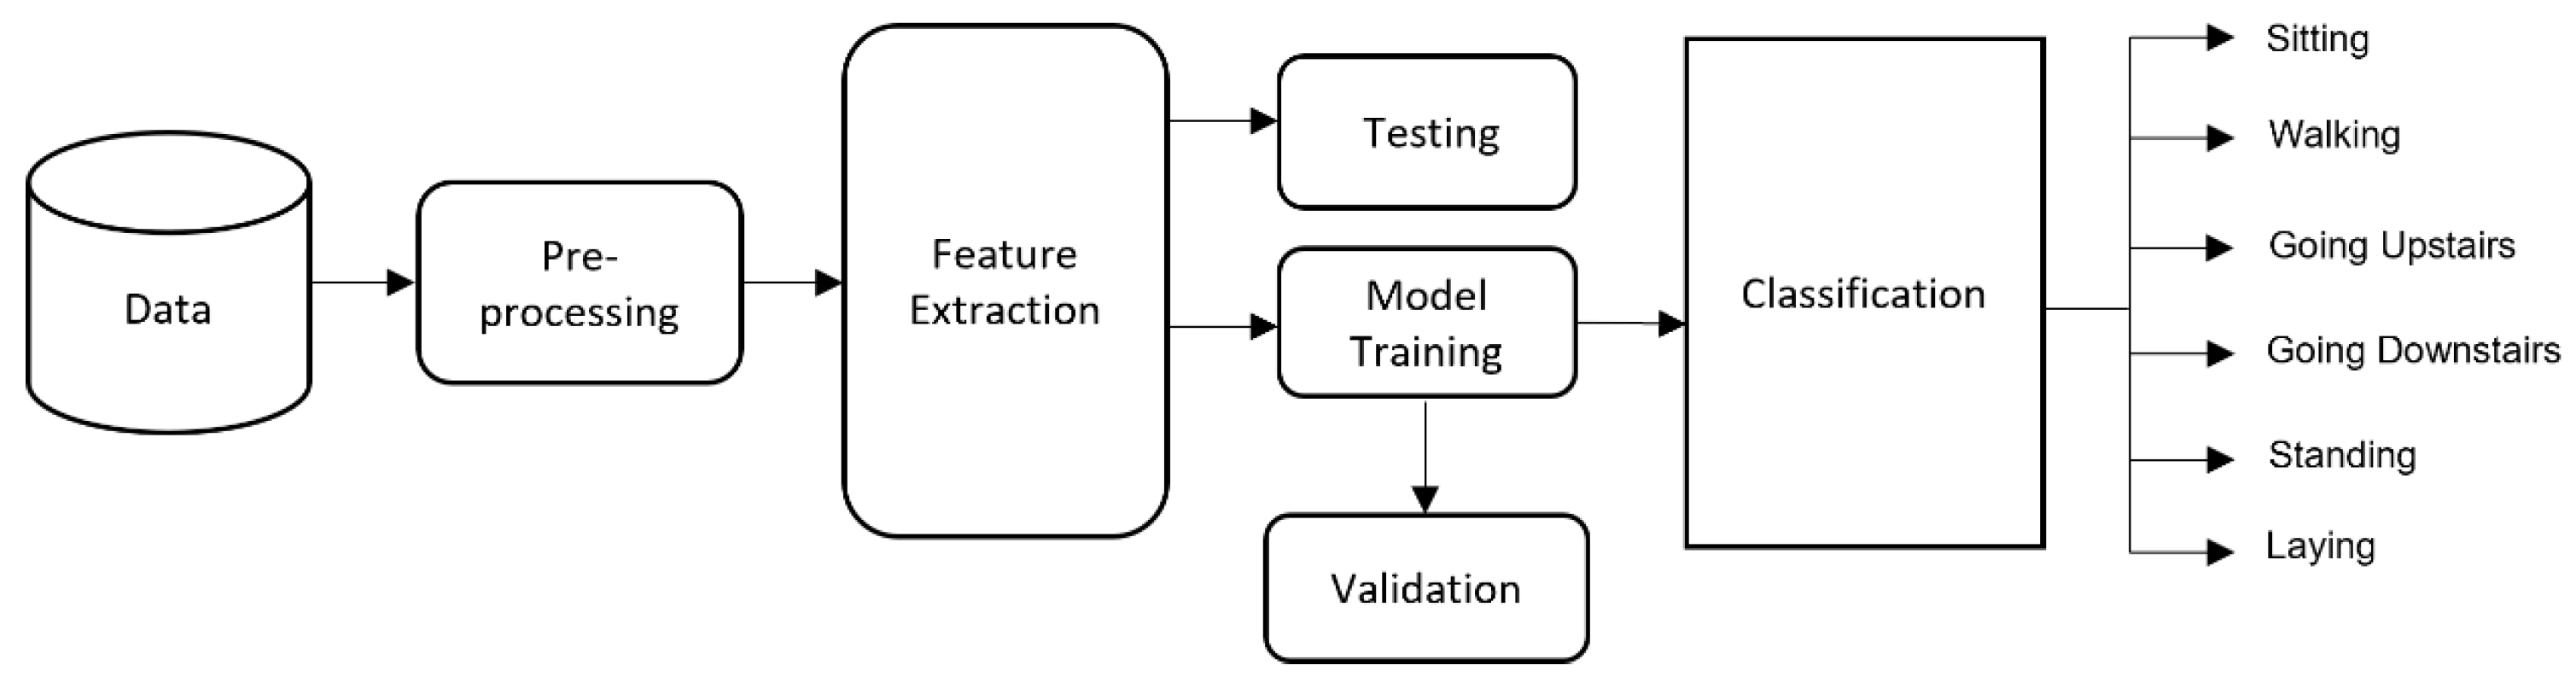 Data
Pre-
processing
Feature
Extraction
Testing
Model
Training
Validation
Classification
Sitting
Walking
Going Upstairs
Going Downstairs
Standing
Laying